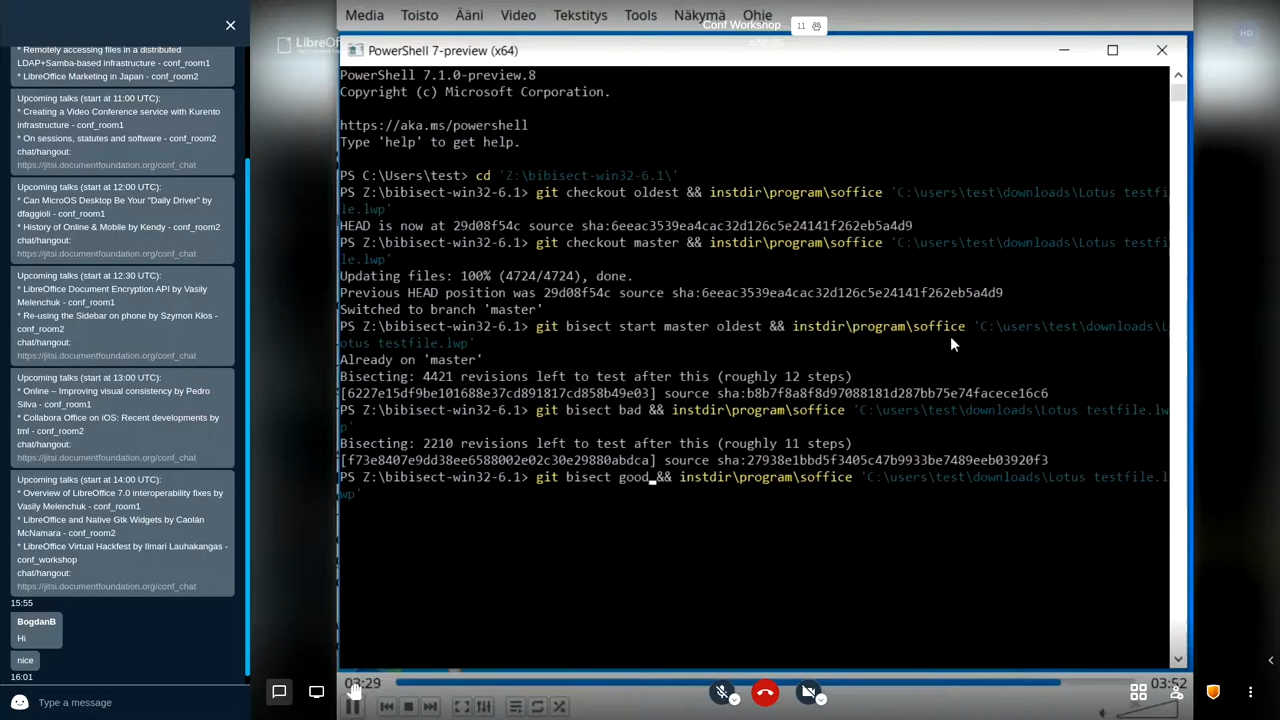 * Remotely accessing files in a distributed
LDAP+Samba-based infrastructure - conf_room1
* LibreOffice Marketing in Japan - conf_room2
Upcoming talks (start at 11:00 UTC):
* Creating a Video Conference service with Kurento
infrastructure - conf_room1
* On sessions, statutes and software - conf_room2
chat/hangout:
https://jitsi.documentfoundation.org/conf_chat
Upcoming talks (start at 12:00 UTC):
* Can MicroOS Desktop Be Your "Daily Driver" by
dfaggioli - conf_room1
* History of Online & Mobile by Kendy - conf_room2
chat/hangout:
https://jitsi.documentfoundation.org/conf_chat
Upcoming talks (start at 12:30 UTC):
* LibreOffice Document Encryption API by Vasily
Melenchuk - conf_room1
* Re-using the Sidebar on phone by Szymon Kłos -
conf_room2
chat/hangout:
https://jitsi.documentfoundation.org/conf_chat
Upcoming talks (start at 13:00 UTC):
* Online – Improving visual consistency by Pedro
Silva - conf_room1
* Collabora Office on iOS: Recent developments by
tml - conf_room2
chat/hangout:
https://jitsi.documentfoundation.org/conf_chat
Upcoming talks (start at 14:00 UTC):
* Overview of LibreOffice 7.0 interoperability fixes by
Vasily Melenchuk - conf_room1
* LibreOffice and Native Gtk Widgets by Caolán
McNamara - conf_room2
* LibreOffice Virtual Hackfest by Ilmari Lauhakangas -
conf_workshop
chat/hangout:
https://jitsi.documentfoundation.org/conf_chat
15:55
BogdanB
Hi
nice
16:01
Type a message
Media Toisto Ääni Video Tekstitys Tools Näkymä Ohje
Conf Workshop 11
HD
LibreOffi
PowerShell 7-preview (x64)
PowerShell 7.1.0-preview.8
Copyright (c) Microsoft Corporation.
https://aka.ms/powershell
Type 'help' to get help.
PS C:\Users\test> cd 'Z:\bibisect-win32-6.1\'
PS Z:\bibisect-win32-6.1> git checkout oldest && instdir\program\soffice 'C:\users\test\downloads\Lotus testfi
le.lwp'
HEAD is now at 29d08f54c source sha:6eeac3539ea4cac32d126c5e24141f262eb5a4d9
PS Z:\bibisect-win32-6.1> git checkout master && instdir\program\soffice 'C:\users\test\downloads\Lotus testfi
le.lwp'
Updating files: 100% (4724/4724), done.
Previous HEAD position was 29d08f54c source sha:6eeac3539ea4cac32d126c5e24141f262eb5a4d9
Switched to branch 'master'
PS Z:\bibisect-win32-6.1> git bisect start master oldest && instdir\program\soffice 'C:\users\test\downloads\L
otus testfile.lwp'
Already on 'master'
Bisecting: 4421 revisions left to test after this (roughly 12 steps)
[6227e15df9be101688e37cd891817cd858b49e03] source sha:b8b7f8a8f8d97088181d287bb75e74facece16c6
PS Z:\bibisect-win32-6.1> git bisect bad && instdir\program\soffice 'C:\users\test\downloads\Lotus testfile.lw
p'
Bisecting: 2210 revisions left to test after this (roughly 11 steps)
[f73e8407e9dd38ee6588002e02c30e29880abdca] source sha:27938e1bbd5f3405c47b9933be7489eeb03920f3
PS Z:\bibisect-win32-6.1> git bisect good && instdir\program\soffice 'C:\users\test\downloads\Lotus testfile.l
wp'
03:29
03:52